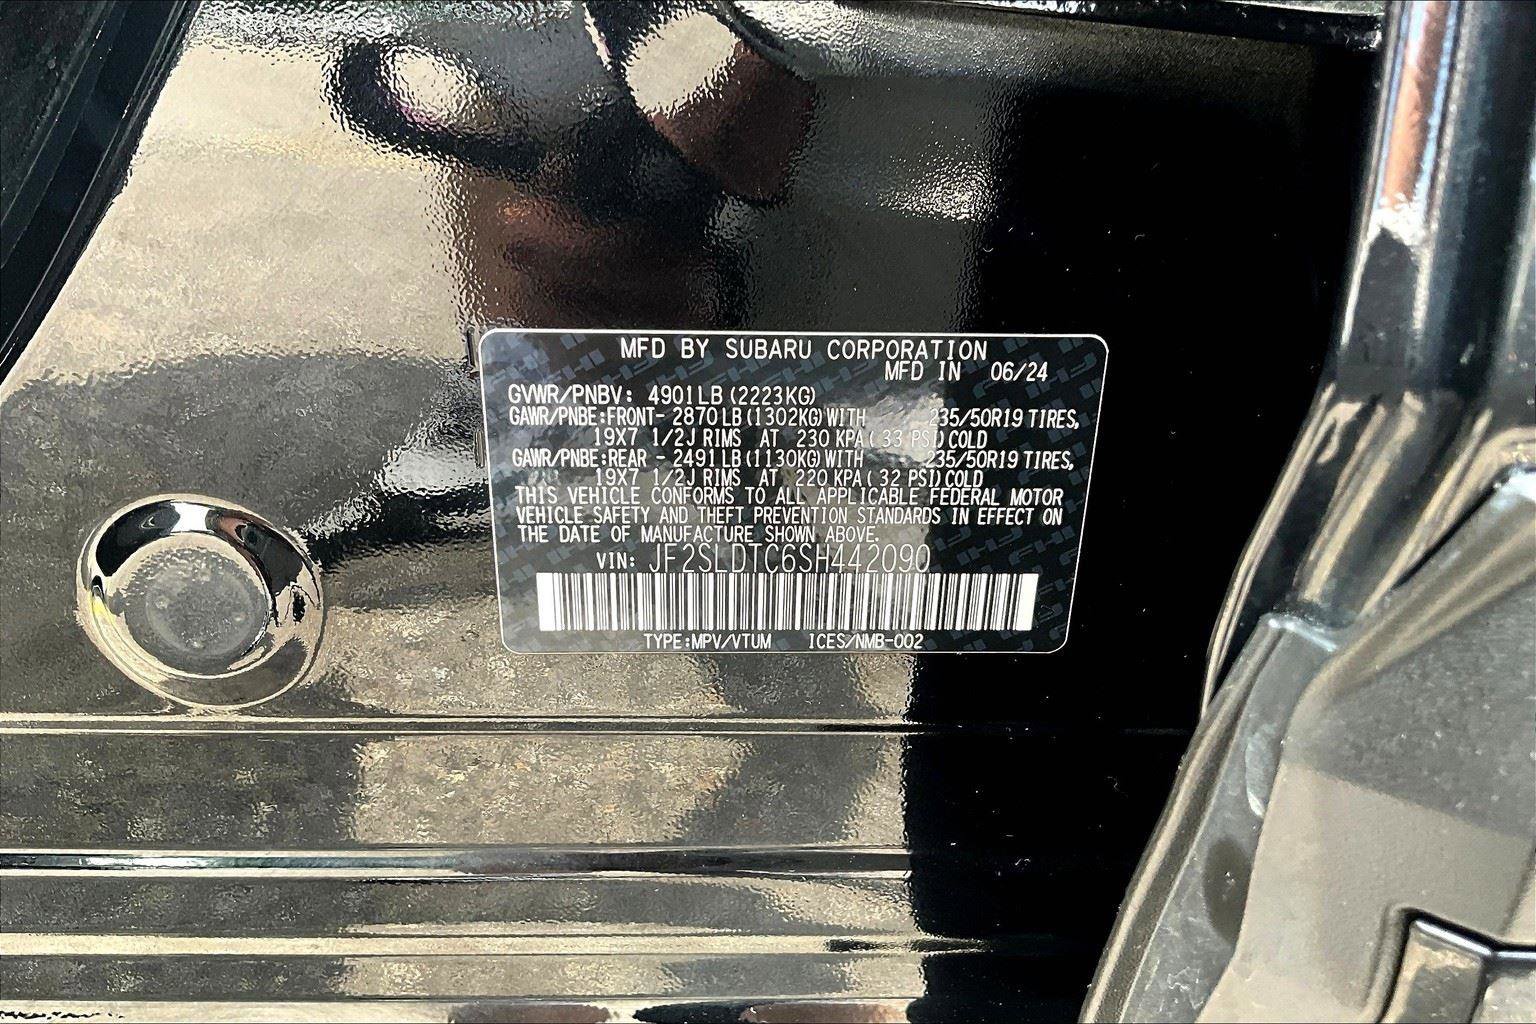 MFD BY SUBARU CORPORATION
MFD IN 06/24
GVWR/PNBV: 4901LB (2223KG)
GAWR/PNBE:FRONT- 2870 LB (1302KG) WITH 235/50R19 TIRES,
19X7 1/2J RIMS AT 230 KPA ( 33 PSI) COLD
GAWR/PNBE:REAR - 2491 LB (1130KG) WITH 235/50R19 TIRES,
19X7 1/2J RIMS AT 220 KPA ( 32 PSI) COLD
THIS VEHICLE CONFORMS TO ALL APPLICABLE FEDERAL MOTOR
VEHICLE SAFETY AND THEFT PREVENTION STANDARDS IN EFFECT ON
THE DATE OF MANUFACTURE SHOWN ABOVE.
VIN: JF2SLDTC6SH442090
TYPE:MPV/VTUM ICES/NMB-002